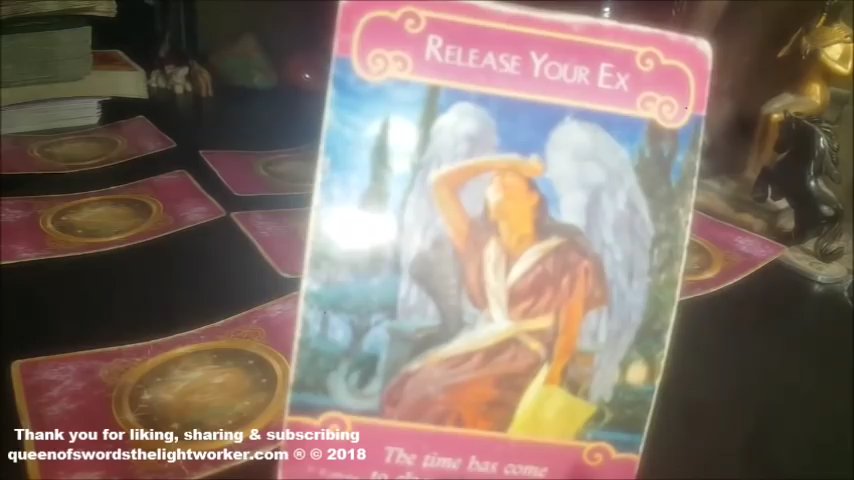 RELEASE YOUR EX
The time has come
Thank you for liking, sharing & subscribing
queenofswordsthelightworker.com ® © 2018